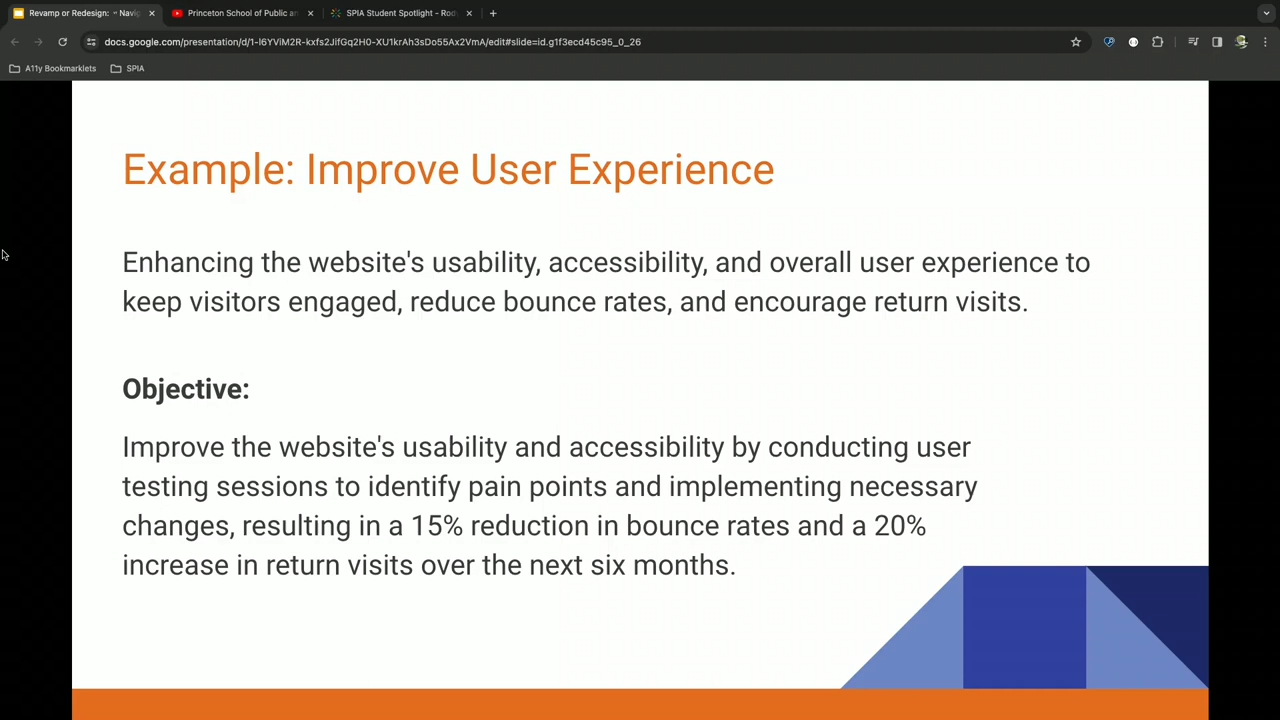 Revamp or Redesign: - Navig
Princeton School of Public an
SPIA Student Spotlight - Rod
docs.google.com/presentation/d/1-l6YViM2R-kxfs2JifGq2H0-XU1krAh3sDo55Ax2VmA/edit#slide=id.g1f3ecd45c95_0_26
A11y Bookmarklets
SPIA
Example: Improve User Experience
Enhancing the website's usability, accessibility, and overall user experience to
keep visitors engaged, reduce bounce rates, and encourage return visits.
Objective:
Improve the website's usability and accessibility by conducting user
testing sessions to identify pain points and implementing necessary
changes, resulting in a 15% reduction in bounce rates and a 20%
increase in return visits over the next six months.